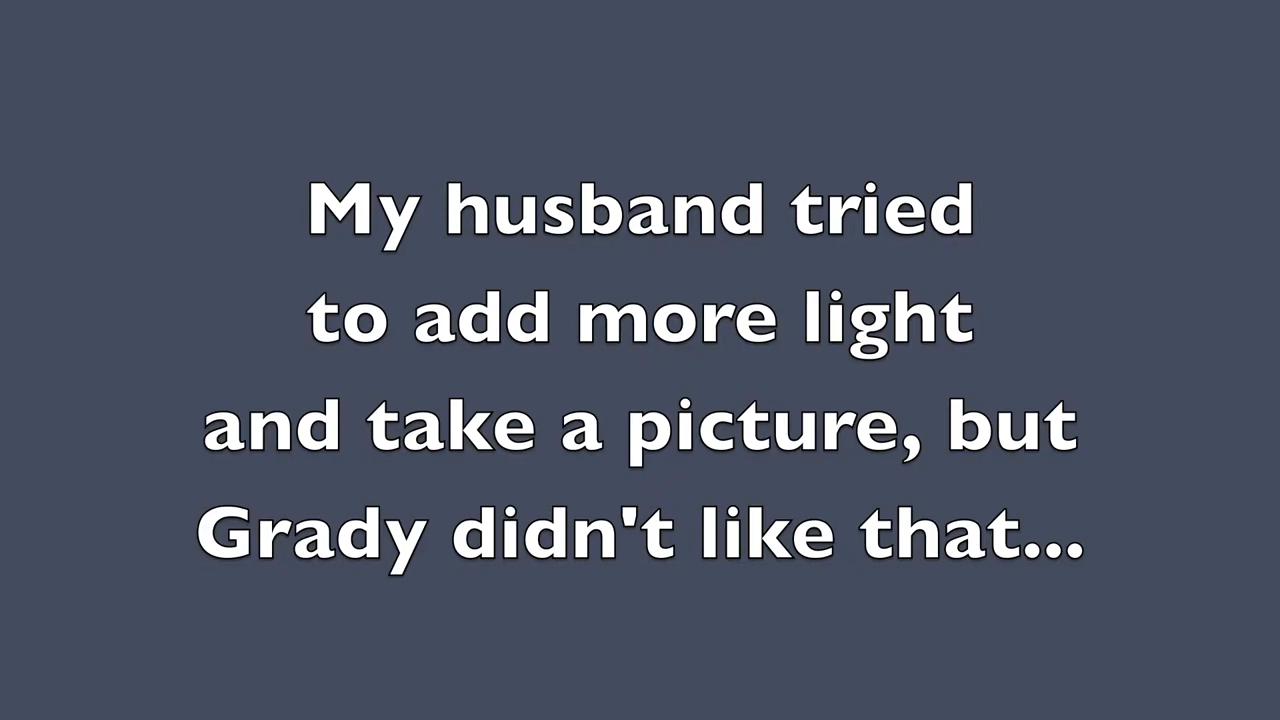 My husband tried
to add more light
and take a picture, but
Grady didn't like that...